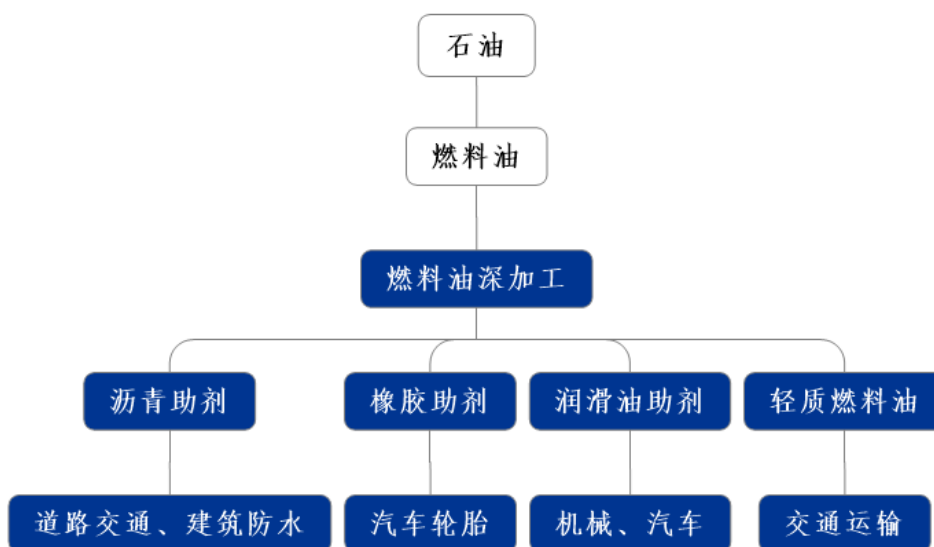 石油
燃料油
燃料油深加工
沥青助剂
橡胶助剂
润滑油助剂
轻质燃料油
道路交通、建筑防水
汽车轮胎
机械、汽车
交通运输